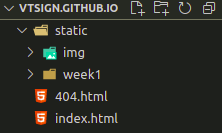 VTSIGN.GITHUB.IO
static
img
week1
404.html
index.html